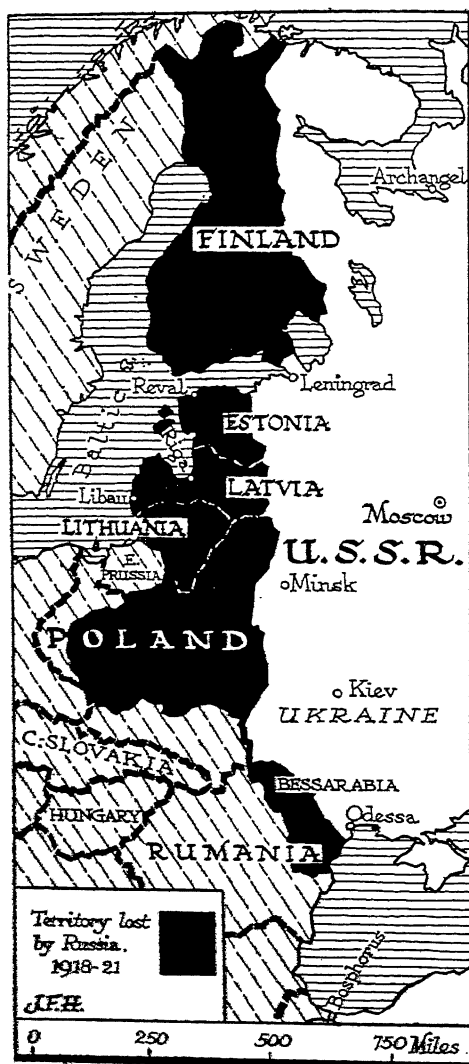 SWEDEN
Archangel
FINLAND
Reval
Leningrad
Baltic S.
ESTONIA
Riga
LATVIA
Libau
Moscow
LITHUANIA
U.S.S.R.
E.
PRUSSIA
Minsk
POLAND
Kiev
UKRAINE
C:SLOVAKIA
BESSARABIA
HUNGARY
Odessa
RUMANIA
Territory lost
by Russia.
1918-21
J.F.H.
Bosphorus
0 250 500 750 Miles